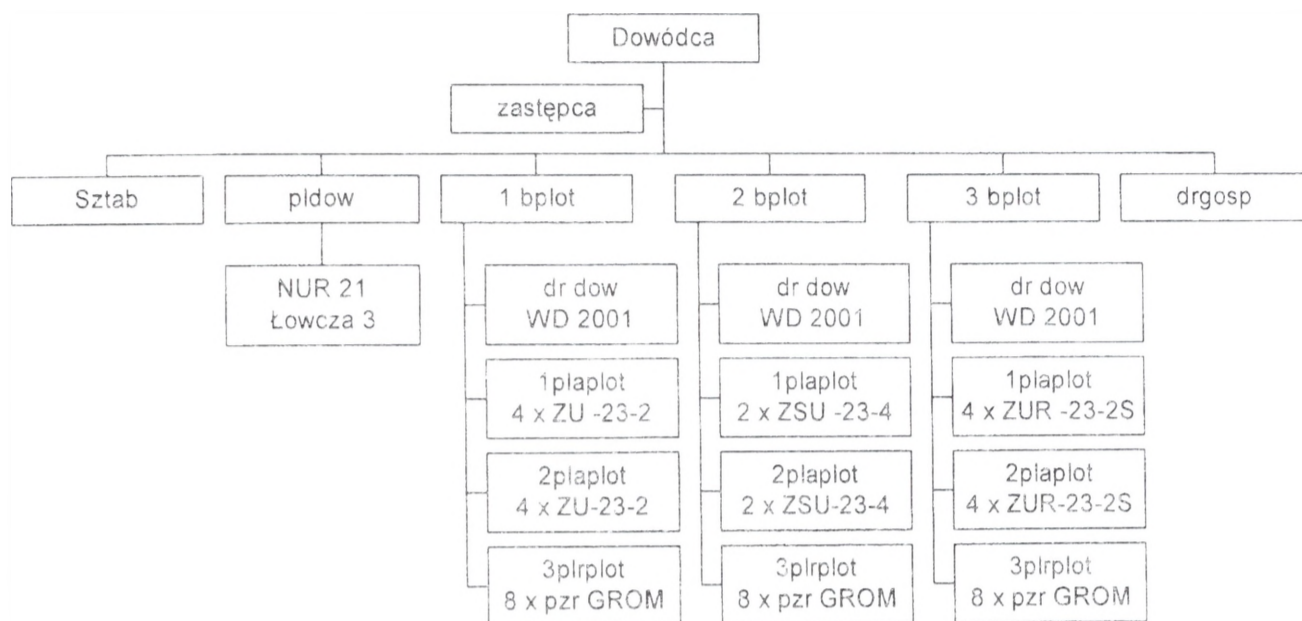 Dowódca
zastępca
Sztab
pldow
1 bplot
2 bplot
3 bplot
drgosp
NUR 21
Łowcza 3
dr dow
WD 2001
1plaplot
4 x ZU -23-2
2plaplot
4 x ZU-23-2
3plrplot
8 x pzr GROM
dr dow
WD 2001
1plaplot
2 x ZSU -23-4
2plaplot
2 x ZSU-23-4
3plrplot
8 x pzr GROM
dr dow
WD 2001
1plaplot
4 x ZUR -23-2S
2plaplot
4 x ZUR-23-2S
3plrplot
8 x pzr GROM